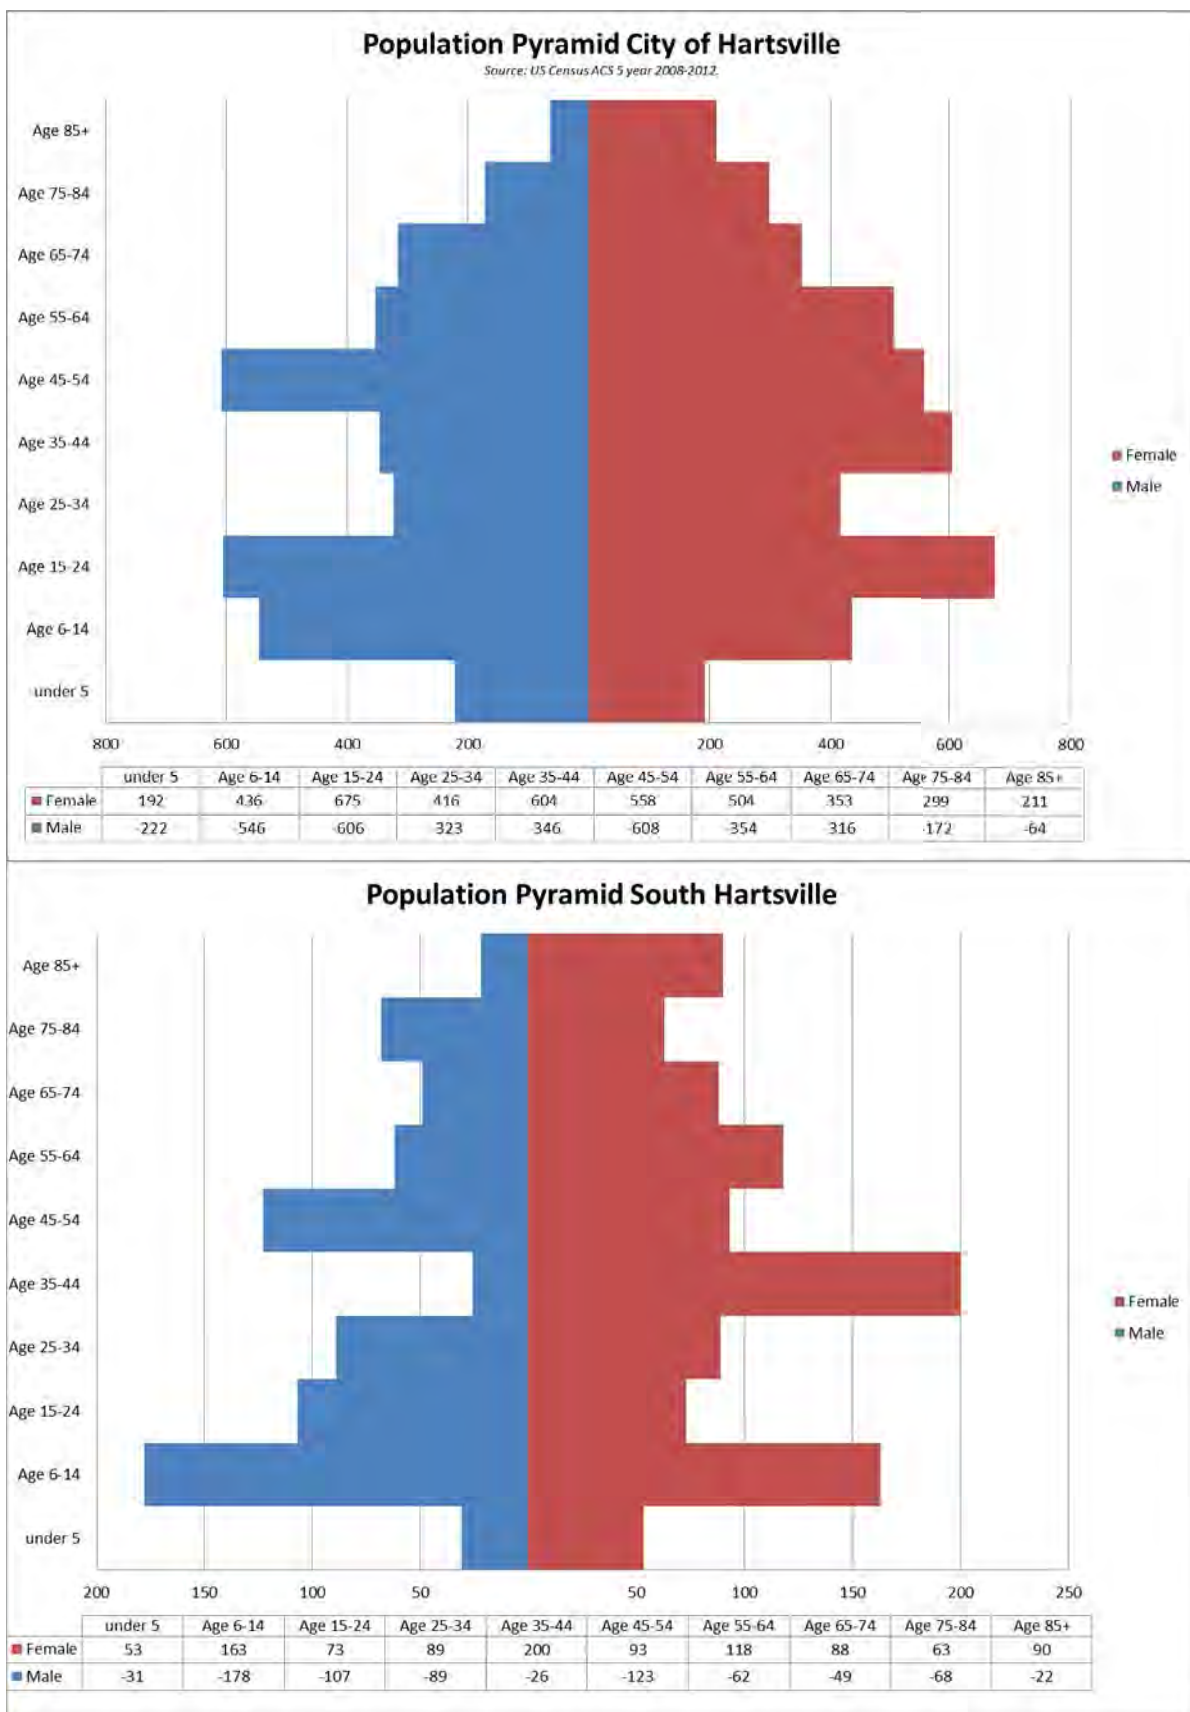 Population Pyramid City of Hartsville
Source: US Census ACS 5 year 2008-2012.
Age 85+
Age 75-84
Age 65-74
Age 55-64
Age 45-54
Age 35-44
Age 25-34
Age 15-24
Age 6-14
under 5
Female
Male
800 600 400 200 200 400 600 800
under 5 Age 6-14 Age 15-24 Age 25-34 Age 35-44 Age 45-54 Age 55-64 Age 65-74 Age 75-84 Age 85+
Female 192 436 675 416 604 558 504 353 299 211
Male -222 -546 -606 -323 -346 -608 -354 -316 -172 -64
Population Pyramid South Hartsville
Age 85+
Age 75-84
Age 65-74
Age 55-64
Age 45-54
Age 35-44
Age 25-34
Age 15-24
Age 6-14
under 5
Female
Male
200 150 100 50 50 100 150 200 250
under 5 Age 6-14 Age 15-24 Age 25-34 Age 35-44 Age 45-54 Age 55-64 Age 65-74 Age 75-84 Age 85+
Female 53 163 73 89 200 93 118 88 63 90
Male -31 -178 -107 -89 -26 -123 -62 -49 -68 -22